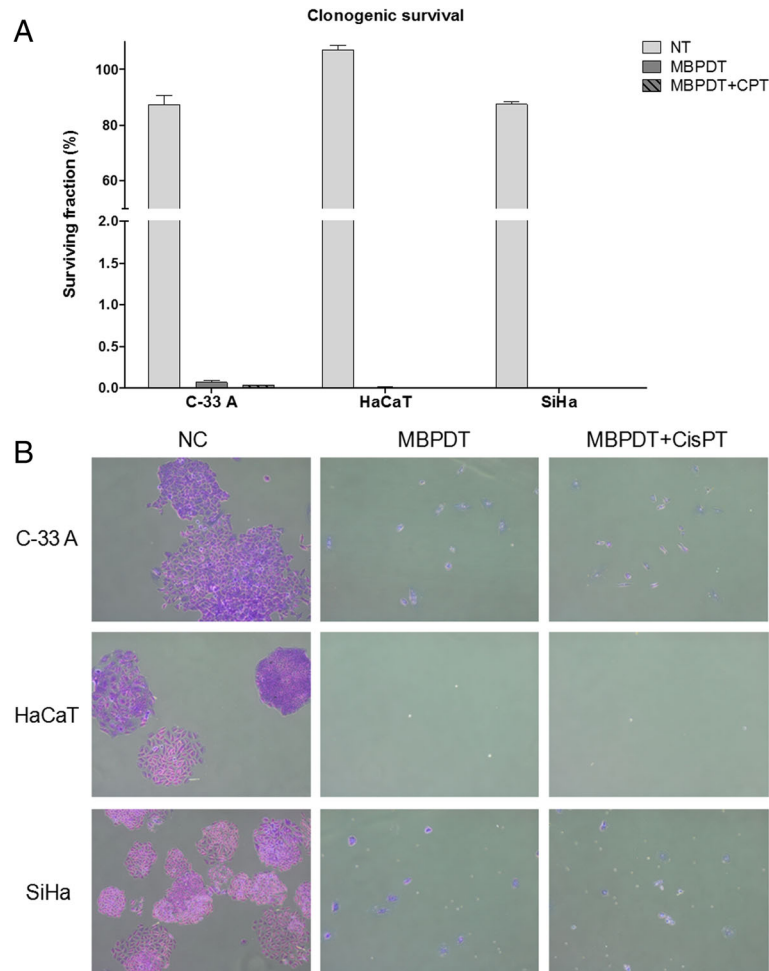 A
Clonogenic survival
NT
MBPDT
MBPDT+CPT
Surviving fraction (%)
100
80
60
2.0
1.5
1.0
0.5
0.0
C-33 A
HaCaT
SiHa
B
NC
MBPDT
MBPDT+CisPT
C-33 A
HaCaT
SiHa